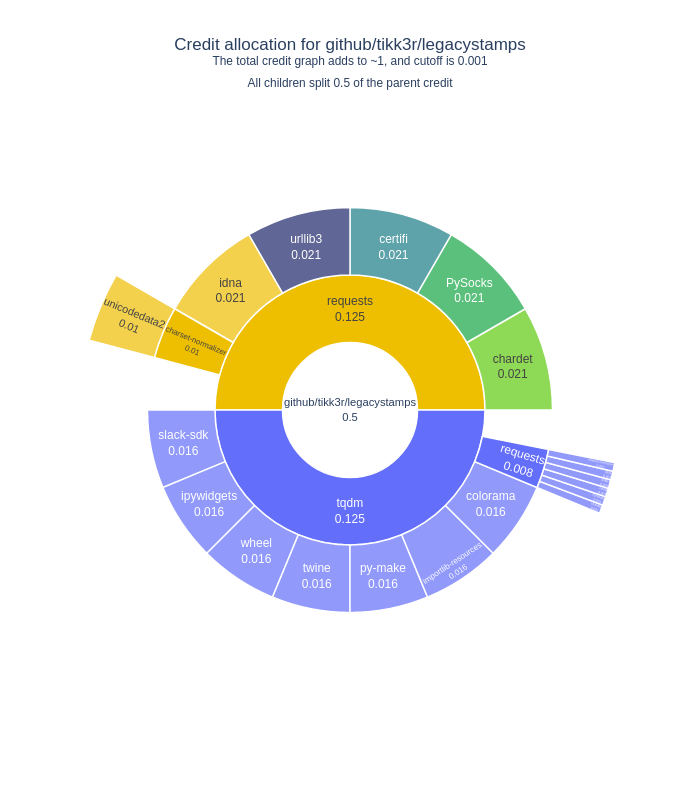 Credit allocation for github/tikk3r/legacystamps
The total credit graph adds to ~1, and cutoff is 0.001
All children split 0.5 of the parent credit
urllib3
0.021
certifi
0.021
idna
0.021
PySocks
0.021
requests
0.125
unicodedata2
0.01
charset-normalizer
0.01
chardet
0.021
github/tikk3r/legacystamps
0.5
slack-sdk
0.016
requests
0.008
ipywidgets
0.016
tqdm
0.125
colorama
0.016
wheel
0.016
twine
0.016
py-make
0.016
importlib-resources
0.016